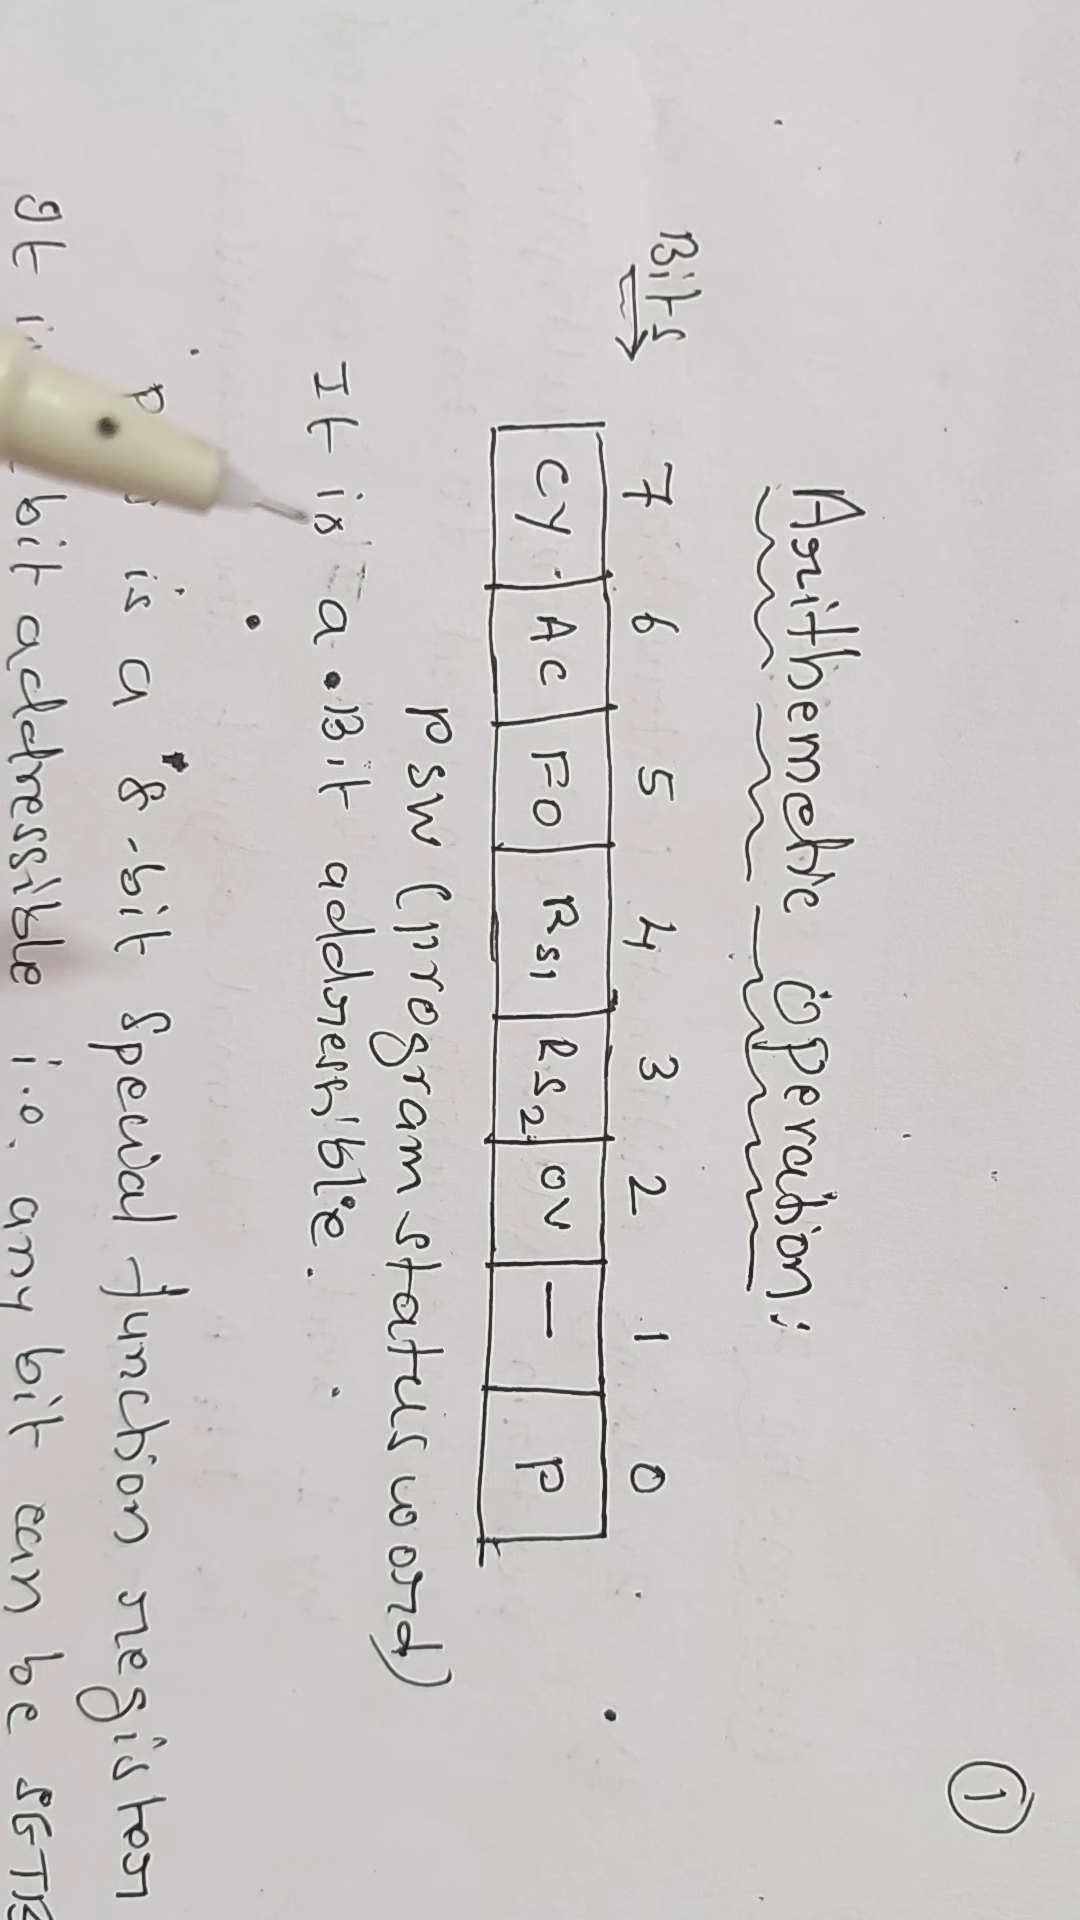 1
Arithemetic operation:
Bits 7 6 5 4 3 2 1 0
CY AC F0 RS1 RS2 OV — P
PSW (program status word)
It is a Bit addressible.
is a 8-bit special function register
It bit addressible i.e. any bit can be SETB